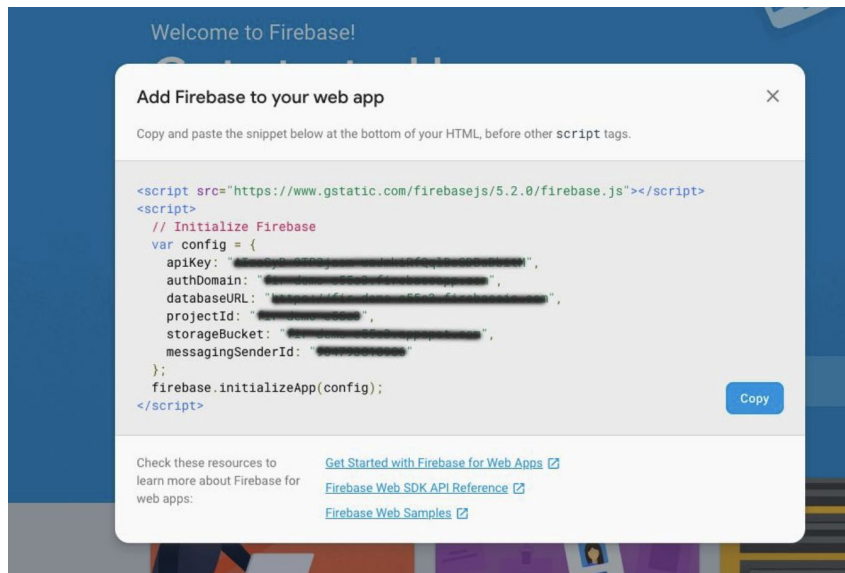 Welcome to Firebase!
Add Firebase to your web app
Copy and paste the snippet below at the bottom of your HTML, before other script tags.
<script src="https://www.gstatic.com/firebasejs/5.2.0/firebase.js"></script>
<script>
// Initialize Firebase
var config = {
apiKey: "",
authDomain: "",
databaseURL: "",
projectId: "",
storageBucket: "",
messagingSenderId: ""
};
firebase.initializeApp(config);
</script>
Copy
Check these resources to
learn more about Firebase for
web apps:
Get Started with Firebase for Web Apps
Firebase Web SDK API Reference
Firebase Web Samples